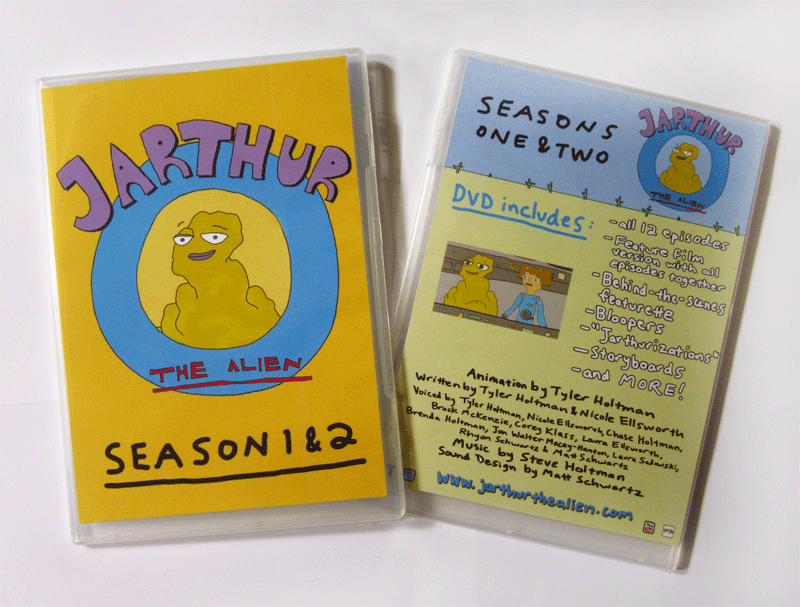 JARTHUR
THE ALIEN
SEASON 1 & 2
SEASONS
ONE & TWO
JARTHUR
THE ALIEN
DVD includes:
- all 12 episodes
- Feature film
version with all
episodes together
- Behind-the-scenes
featurette
- Bloopers
- "Jarthurizations"
- Storyboards
- and MORE!
Animation by Tyler Holtman
Written by Tyler Holtman & Nicole Ellsworth
Voiced by Tyler Holtman, Nicole Ellsworth, Chase Holtman,
Brock McKenzie, Corey Klass, Laura Ellsworth,
Brenda Holtman, Jon Walter Mocey-Hanton, Laura Sadowski,
Rhyon Schwartz & Matt Schwartz
Music by Steve Holtman
Sound Design by Matt Schwartz
www.jarthurthealien.com